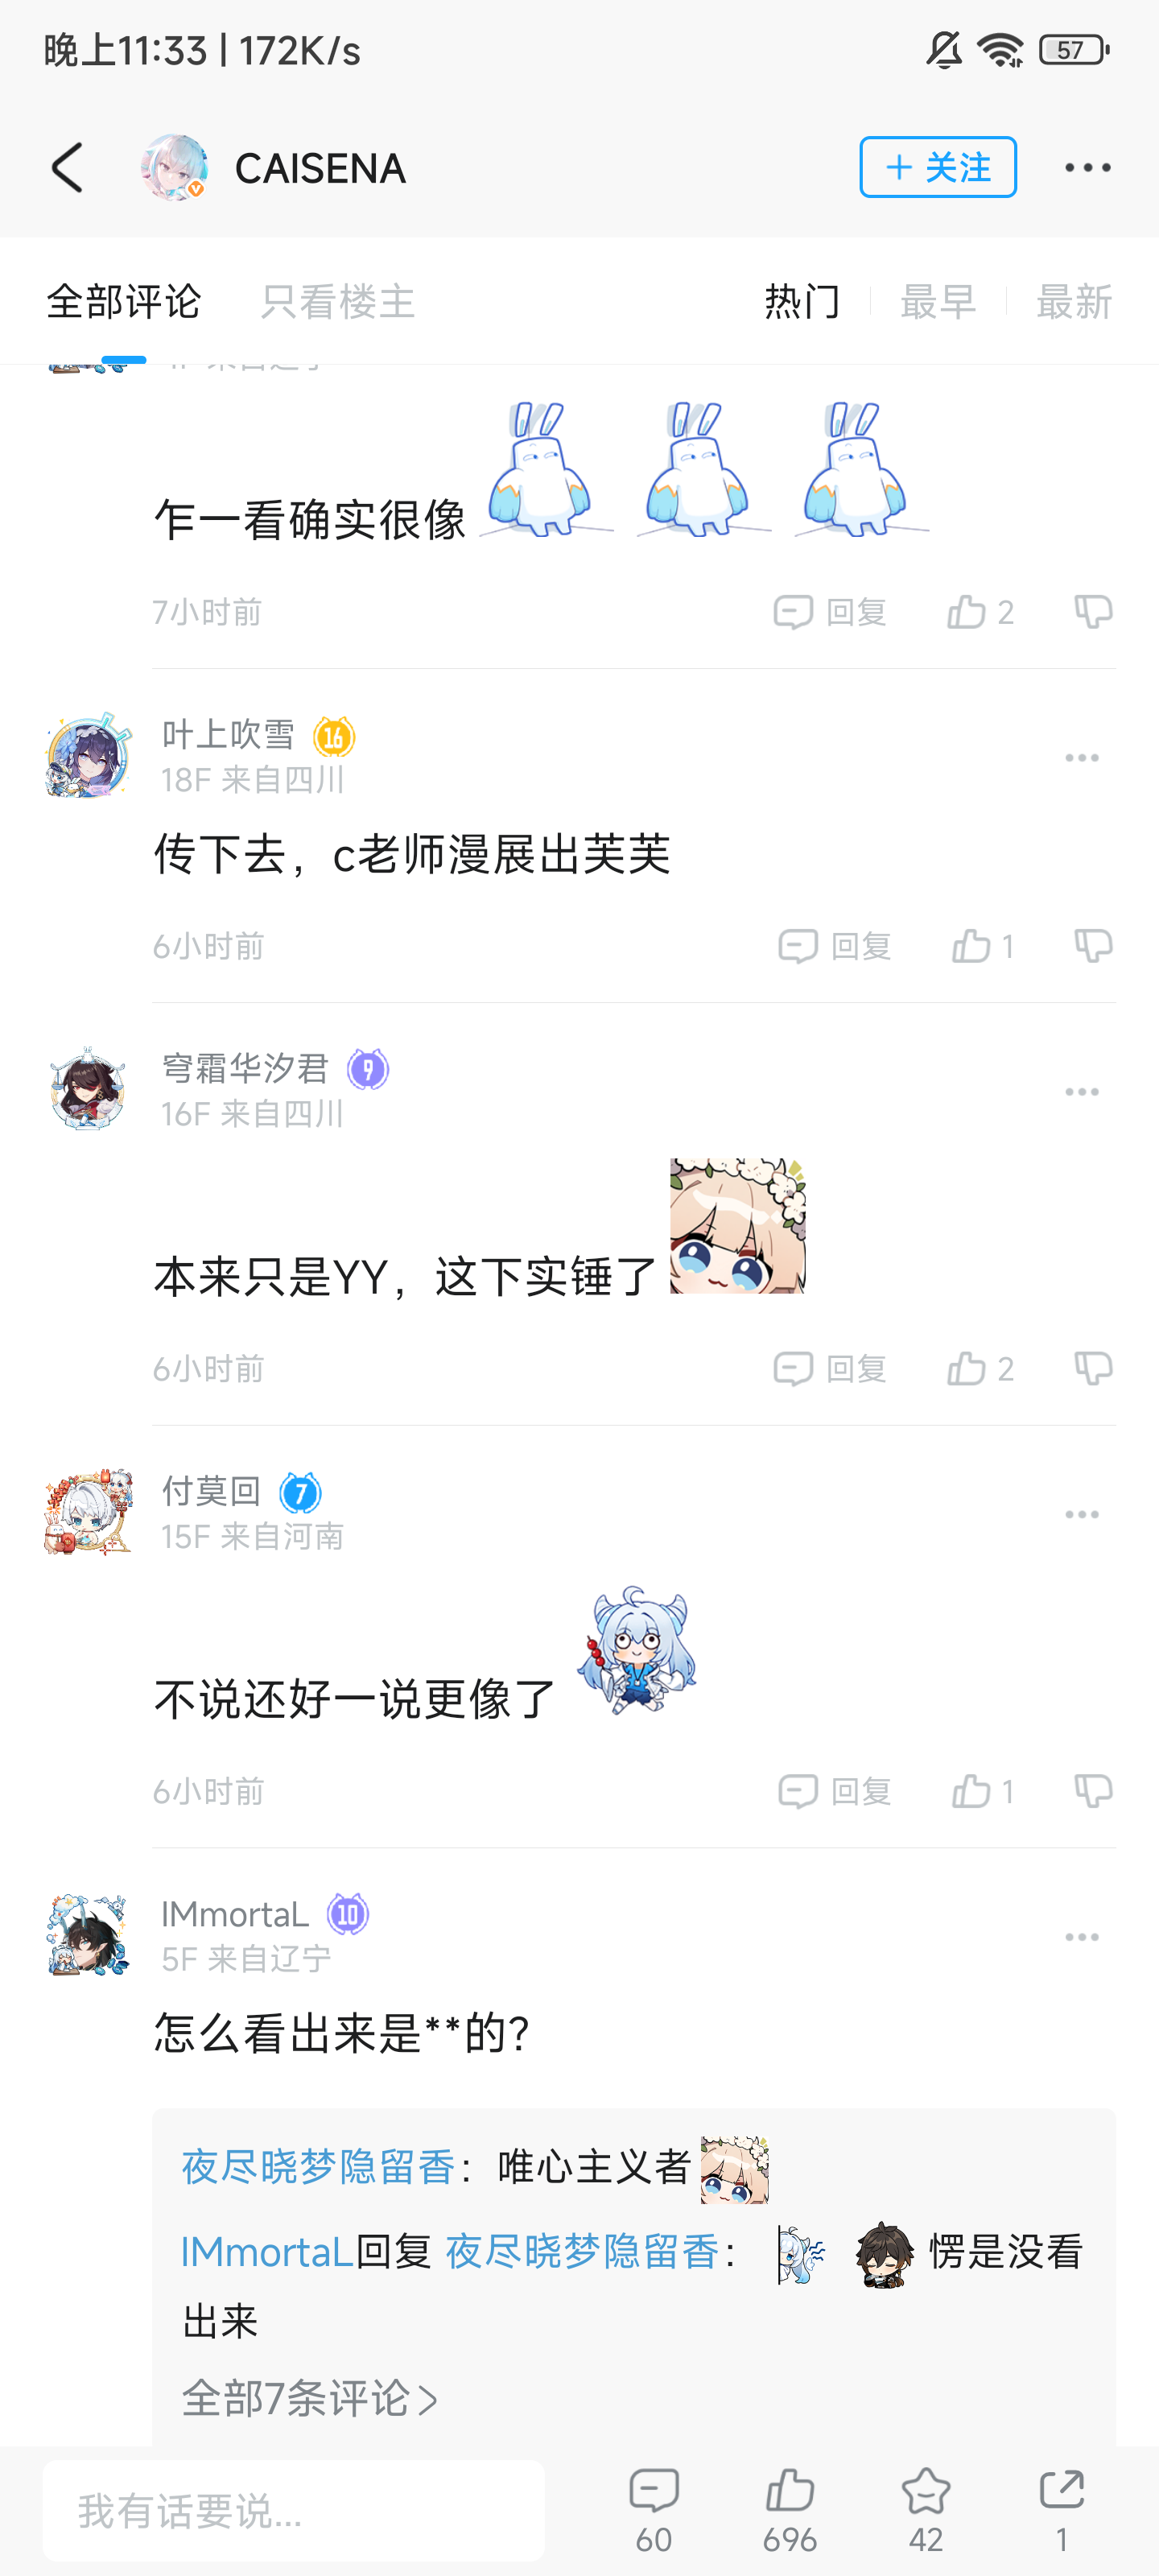 晚上11:33 | 172K/s
57
CAISENA
+ 关注
全部评论
只看楼主
热门
最早
最新
乍一看确实很像
7小时前
回复
2
叶上吹雪
16
18F 来自四川
传下去，c老师漫展出芙芙
6小时前
回复
1
穹霜华汐君
9
16F 来自四川
本来只是YY，这下实锤了
6小时前
回复
2
付莫回
7
15F 来自河南
不说还好一说更像了
6小时前
回复
1
IMmortaL
10
5F 来自辽宁
怎么看出来是**的？
夜尽晓梦隐留香：唯心主义者
IMmortaL回复 夜尽晓梦隐留香： 愣是没看
出来
全部7条评论>
我有话要说...
60
696
42
1